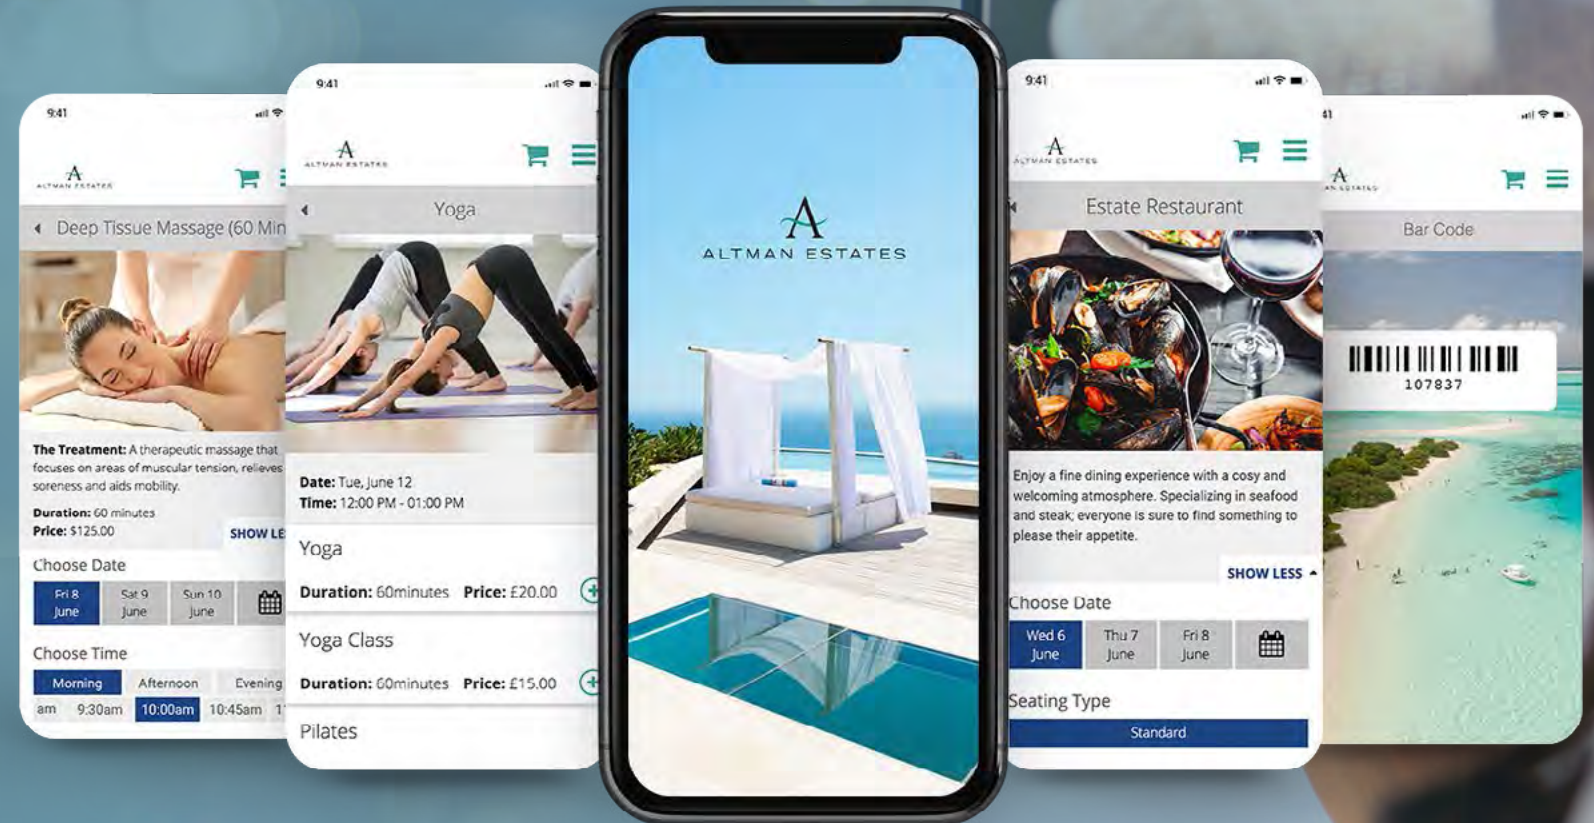 9:41
A
ALTMAN ESTATES
Deep Tissue Massage (60 Min
The Treatment: A therapeutic massage that
focuses on areas of muscular tension, relieves
soreness and aids mobility.
Duration: 60 minutes
Price: $125.00
SHOW LE
Choose Date
Fri 8 June
Sat 9 June
Sun 10 June
Choose Time
Morning Afternoon Evening
am 9:30am 10:00am 10:45am 1
9:41
A
ALTMAN ESTATES
Yoga
Date: Tue, June 12
Time: 12:00 PM - 01:00 PM
Yoga
Duration: 60minutes Price: £20.00
Yoga Class
Duration: 60minutes Price: £15.00
Pilates
A
ALTMAN ESTATES
9:41
A
ALTMAN ESTATES
Estate Restaurant
Enjoy a fine dining experience with a cosy and
welcoming atmosphere. Specializing in seafood
and steak; everyone is sure to find something to
please their appetite.
SHOW LESS
Choose Date
Wed 6 June
Thu 7 June
Fri 8 June
Seating Type
Standard
41
A
AN ESTATES
Bar Code
107837